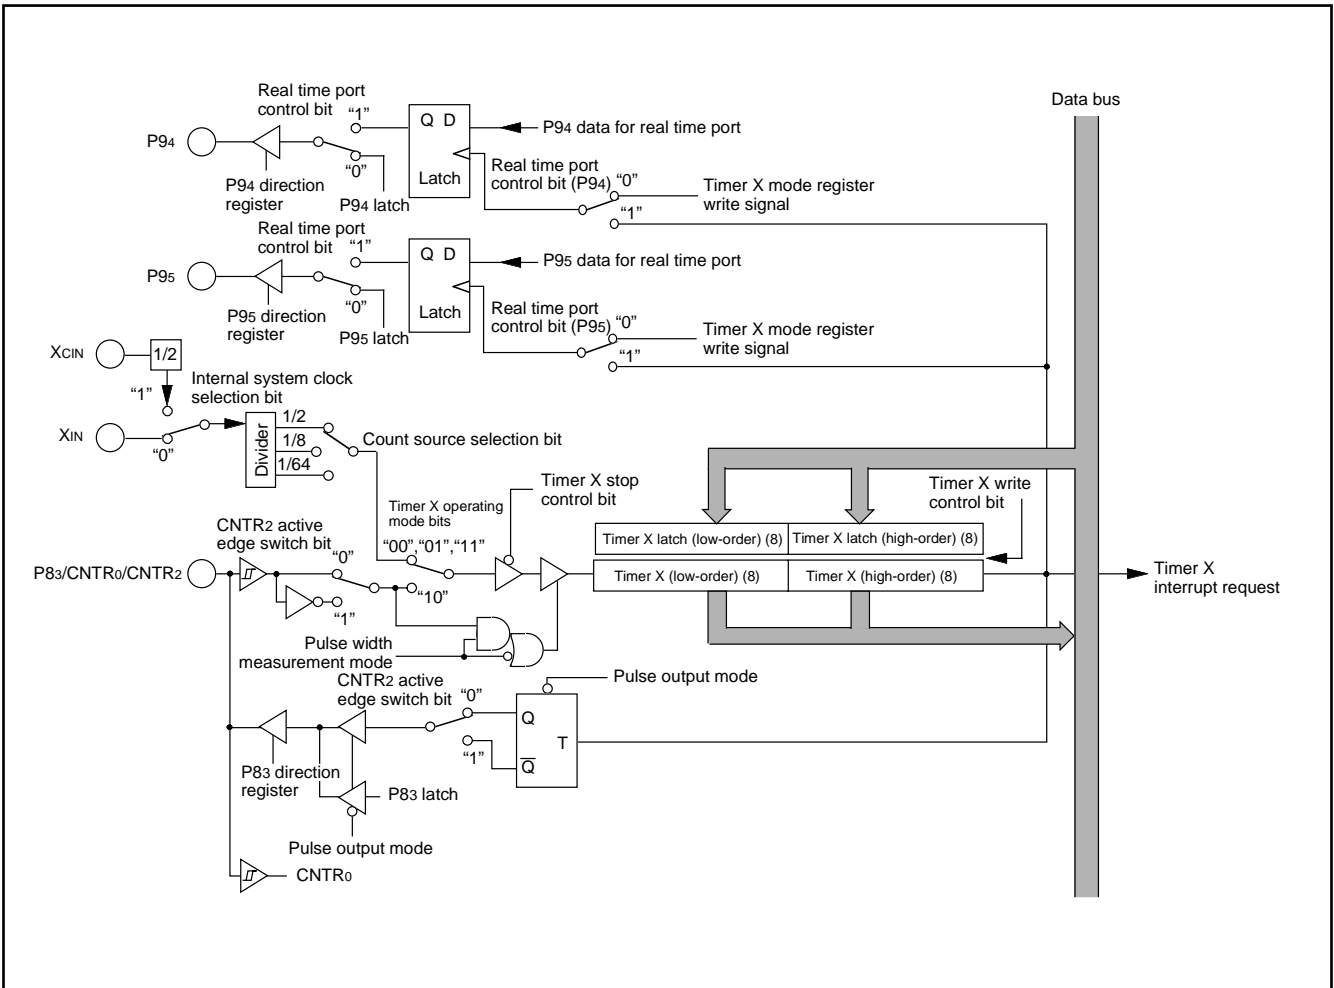 Real time port
control bit
“1”
P94
“0”
P94 direction
register
P94 latch
Q D
Latch
P94 data for real time port
Real time port
control bit (P94)
“0”
“1”
Timer X mode register
write signal
Data bus
Real time port
control bit
“1”
P95
“0”
P95 direction
register
P95 latch
Q D
Latch
P95 data for real time port
Real time port
control bit (P95)
“0”
“1”
Timer X mode register
write signal
XCIN
1/2
“1”
Internal system clock
selection bit
XIN
“0”
Divider
1/2
1/8
1/64
Count source selection bit
Timer X stop
control bit
Timer X write
control bit
Timer X operating
mode bits
“00”,“01”,“11”
“10”
CNTR2 active
edge switch bit
“0”
P83/CNTR0/CNTR2
“1”
Timer X latch (low-order) (8)
Timer X latch (high-order) (8)
Timer X (low-order) (8)
Timer X (high-order) (8)
Timer X
interrupt request
Pulse width
measurement mode
CNTR2 active
edge switch bit
“0”
“1”
Pulse output mode
Q
T
Q
P83 direction
register
P83 latch
Pulse output mode
CNTR0